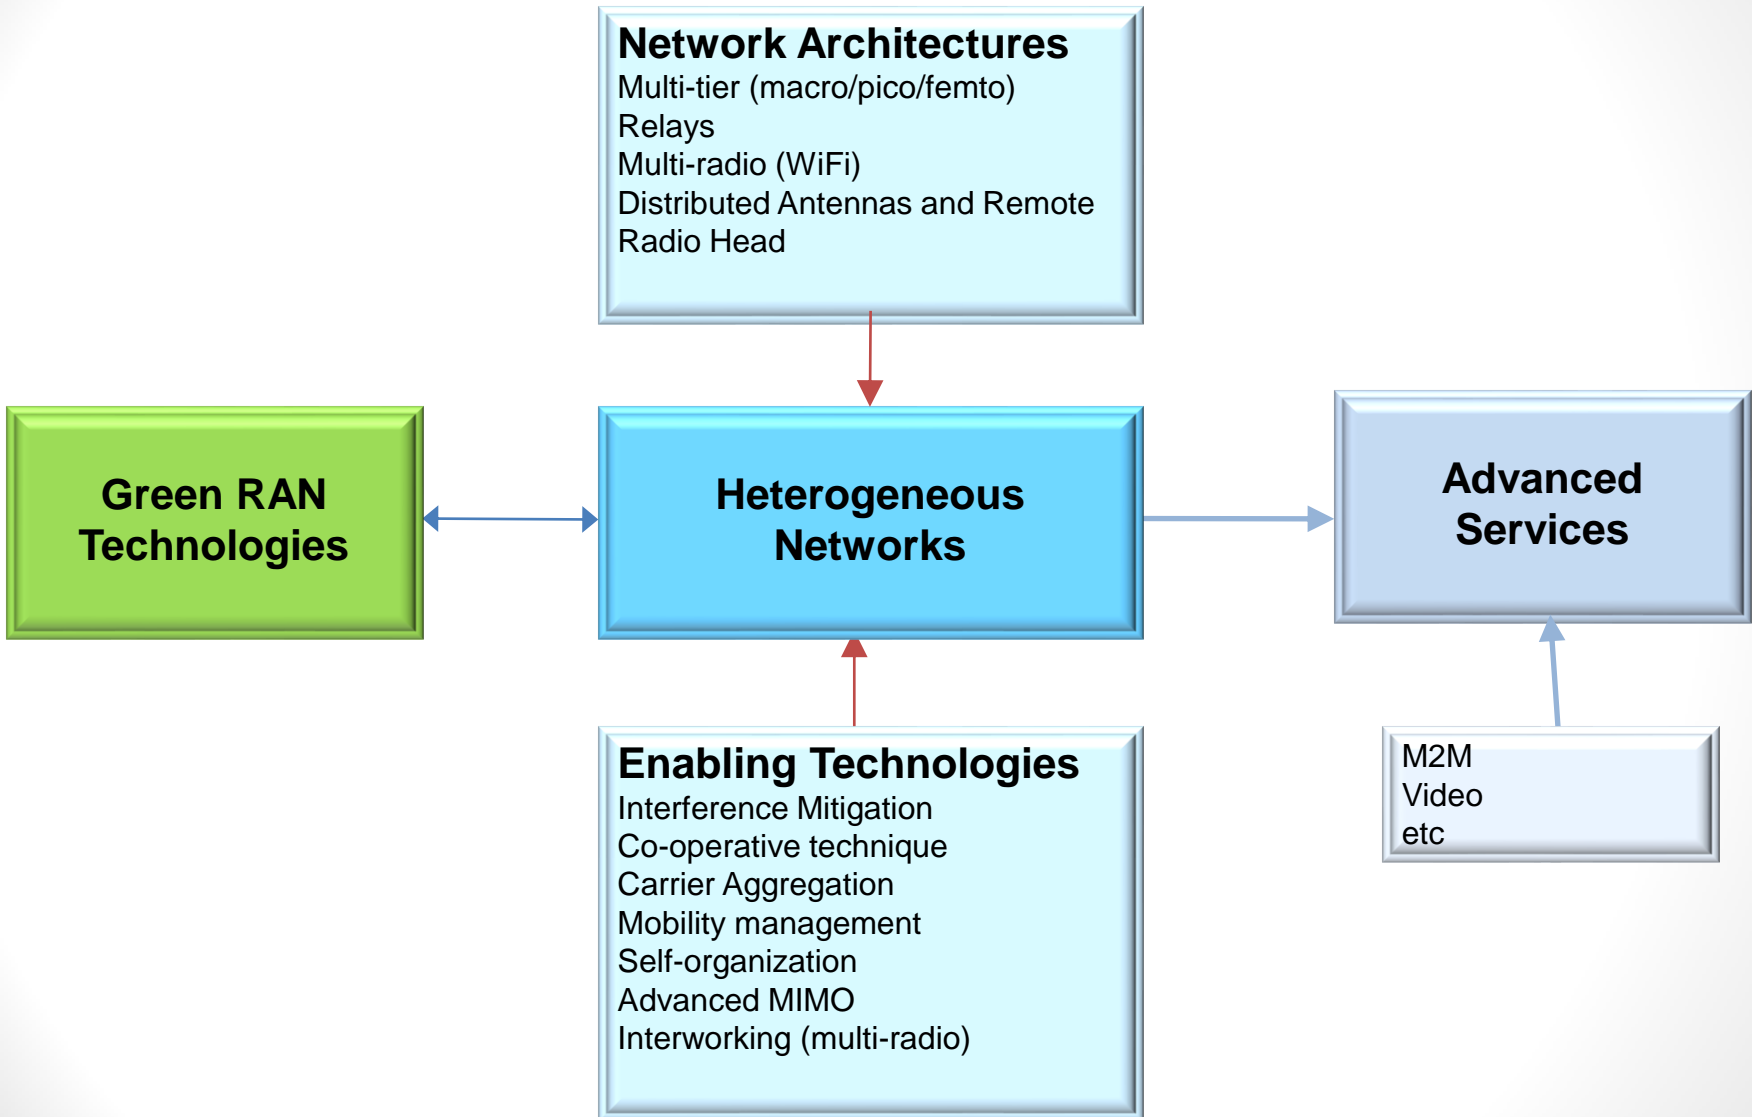 Network Architectures
Multi-tier (macro/pico/femto)
Relays
Multi-radio (WiFi)
Distributed Antennas and Remote
Radio Head
Green RAN
Technologies
Heterogeneous
Networks
Advanced
Services
Enabling Technologies
Interference Mitigation
Co-operative technique
Carrier Aggregation
Mobility management
Self-organization
Advanced MIMO
Interworking (multi-radio)
M2M
Video
etc